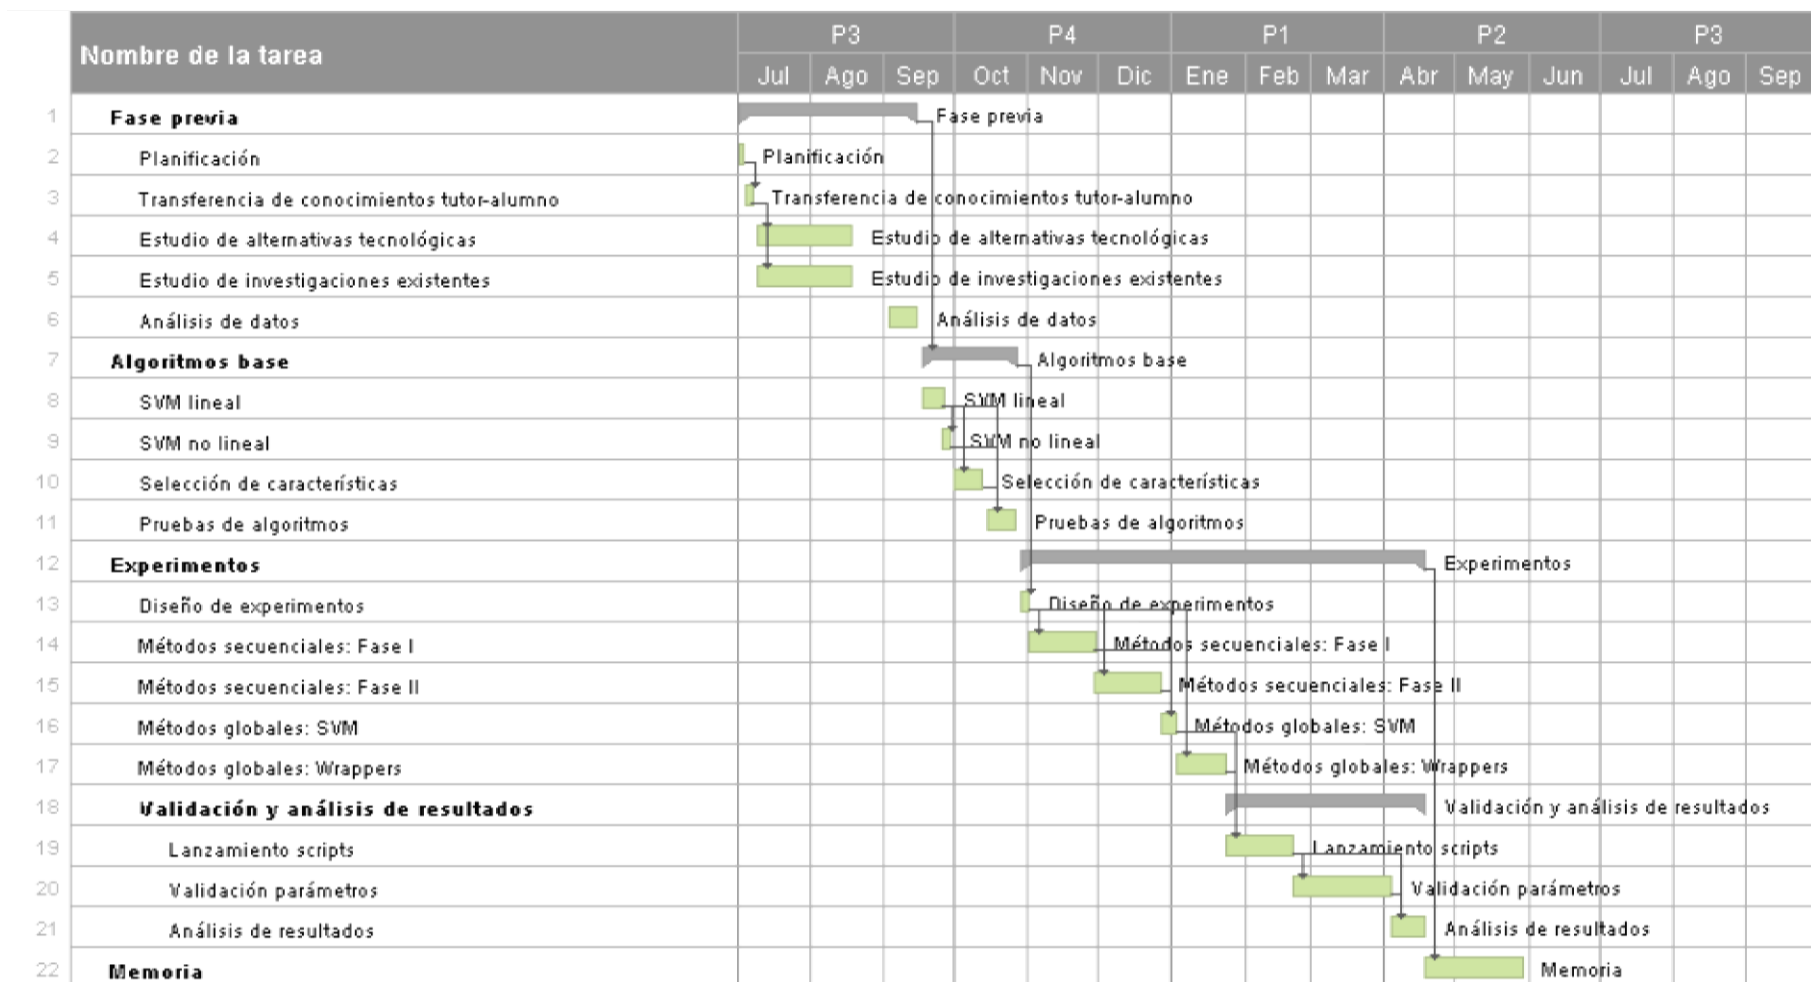 Nombre de la tarea
P3 P4 P1 P2 P3
Jul Ago Sep Oct Nov Dic Ene Feb Mar Abr May Jun Jul Ago Sep
1 Fase previa Fase previa
2 Planificación Planificación
3 Transferencia de conocimientos tutor-alumno Transferencia de conocimientos tutor-alumno
4 Estudio de alternativas tecnológicas Estudio de alternativas tecnológicas
5 Estudio de investigaciones existentes Estudio de investigaciones existentes
6 Análisis de datos Análisis de datos
7 Algoritmos base Algoritmos base
8 SVM lineal SVM lineal
9 SVM no lineal SVM no lineal
10 Selección de características Selección de características
11 Pruebas de algoritmos Pruebas de algoritmos
12 Experimentos Experimentos
13 Diseño de experimentos Diseño de experimentos
14 Métodos secuenciales: Fase I Métodos secuenciales: Fase I
15 Métodos secuenciales: Fase II Métodos secuenciales: Fase II
16 Métodos globales: SVM Métodos globales: SVM
17 Métodos globales: Wrappers Métodos globales: Wrappers
18 Validación y análisis de resultados Validación y análisis de resultados
19 Lanzamiento scripts Lanzamiento scripts
20 Validación parámetros Validación parámetros
21 Análisis de resultados Análisis de resultados
22 Memoria Memoria